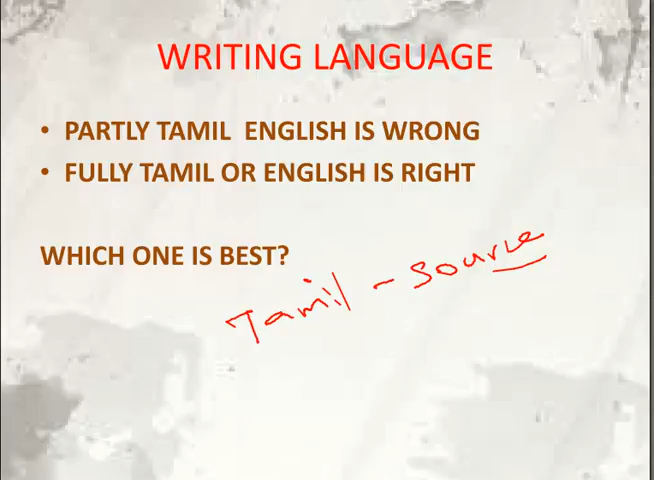 WRITING LANGUAGE
• PARTLY TAMIL ENGLISH IS WRONG
• FULLY TAMIL OR ENGLISH IS RIGHT
WHICH ONE IS BEST?
Tamil - Source